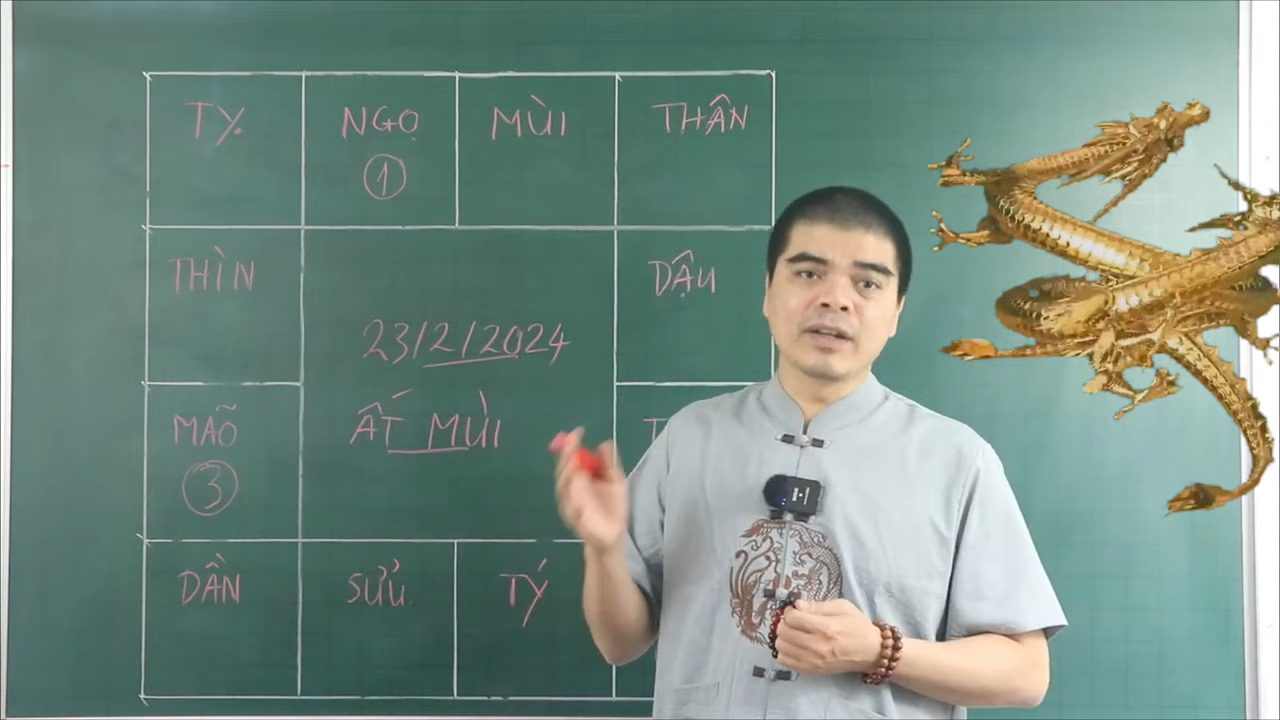 TỴ NGỌ MÙI THÂN
①
THÌN DẬU
23/2/2024
ẤT MÙI
MÃO
③
DẦN SỬU TÝ